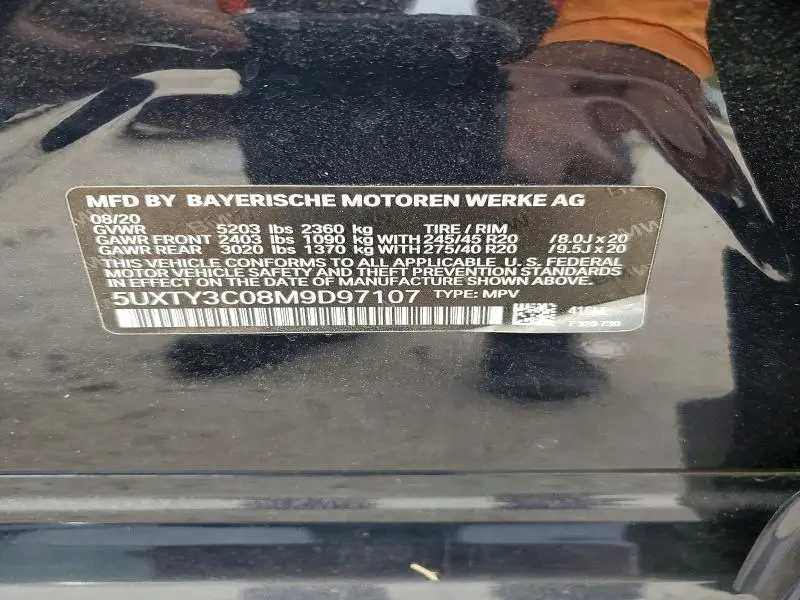 MFD BY BAYERISCHE MOTOREN WERKE AG
08/20
GVWR 5203 lbs 2360 kg TIRE / RIM
GAWR FRONT 2403 lbs 1090 kg WITH 245/45 R20 /8.0J x 20
GAWR REAR 3020 lbs 1370 kg WITH 275/40 R20 /9.5J x 20
THIS VEHICLE CONFORMS TO ALL APPLICABLE U. S. FEDERAL
MOTOR VEHICLE SAFETY AND THEFT PREVENTION STANDARDS
IN EFFECT ON THE DATE OF MANUFACTURE SHOWN ABOVE.
5UXTY3C08M9D97107 TYPE: MPV
7 320 730